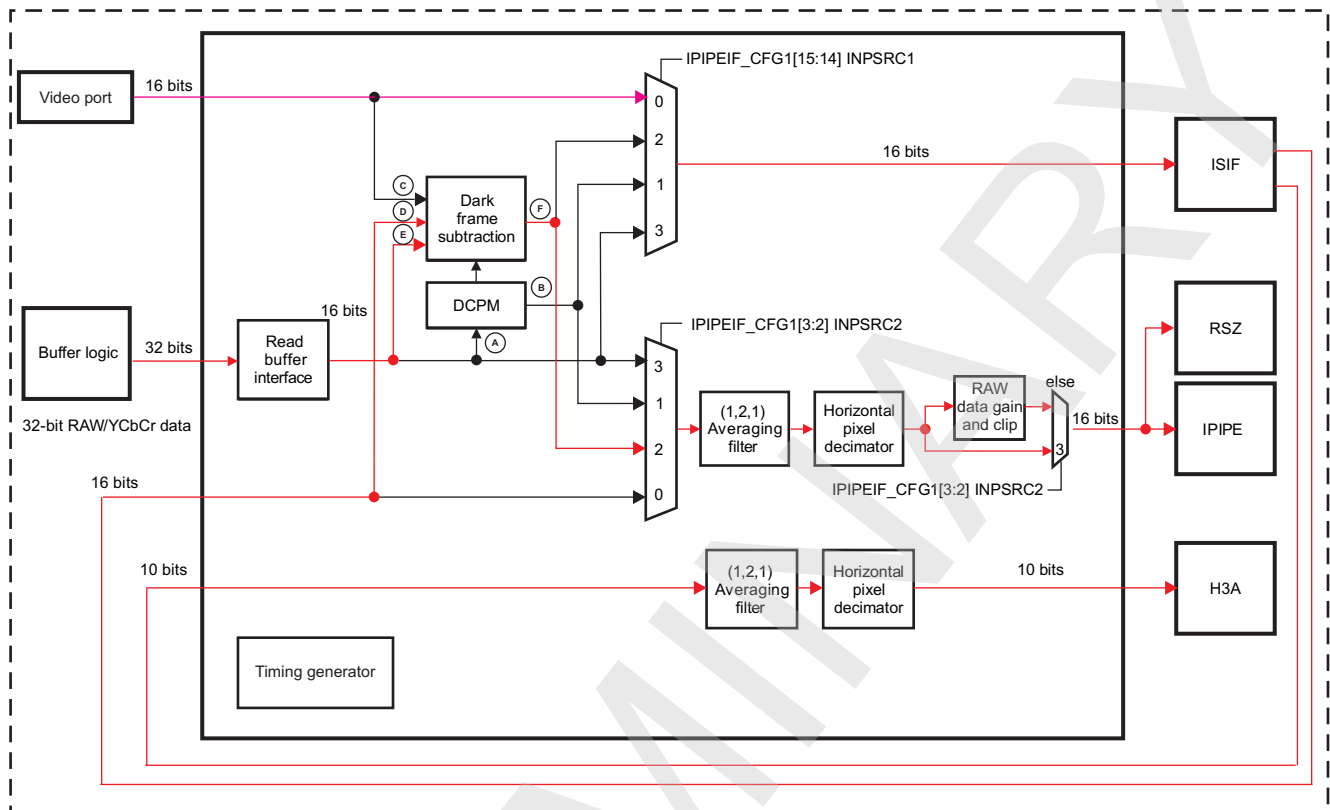 IPIPEIF_CFG1[15:14] INPSRC1
Video port
16 bits
0
2
1
3
16 bits
ISIF
C
D
E
Dark
frame
subtraction
F
DCPM
B
A
16 bits
Buffer logic
32 bits
Read
buffer
interface
32-bit RAW/YCbCr data
IPIPEIF_CFG1[3:2] INPSRC2
3
1
2
0
(1,2,1)
Averaging
filter
Horizontal
pixel
decimator
RAW
data gain
and clip
else
3
16 bits
IPIPEIF_CFG1[3:2] INPSRC2
RSZ
IPIPE
16 bits
10 bits
(1,2,1)
Averaging
filter
Horizontal
pixel
decimator
10 bits
H3A
Timing generator
MINARY